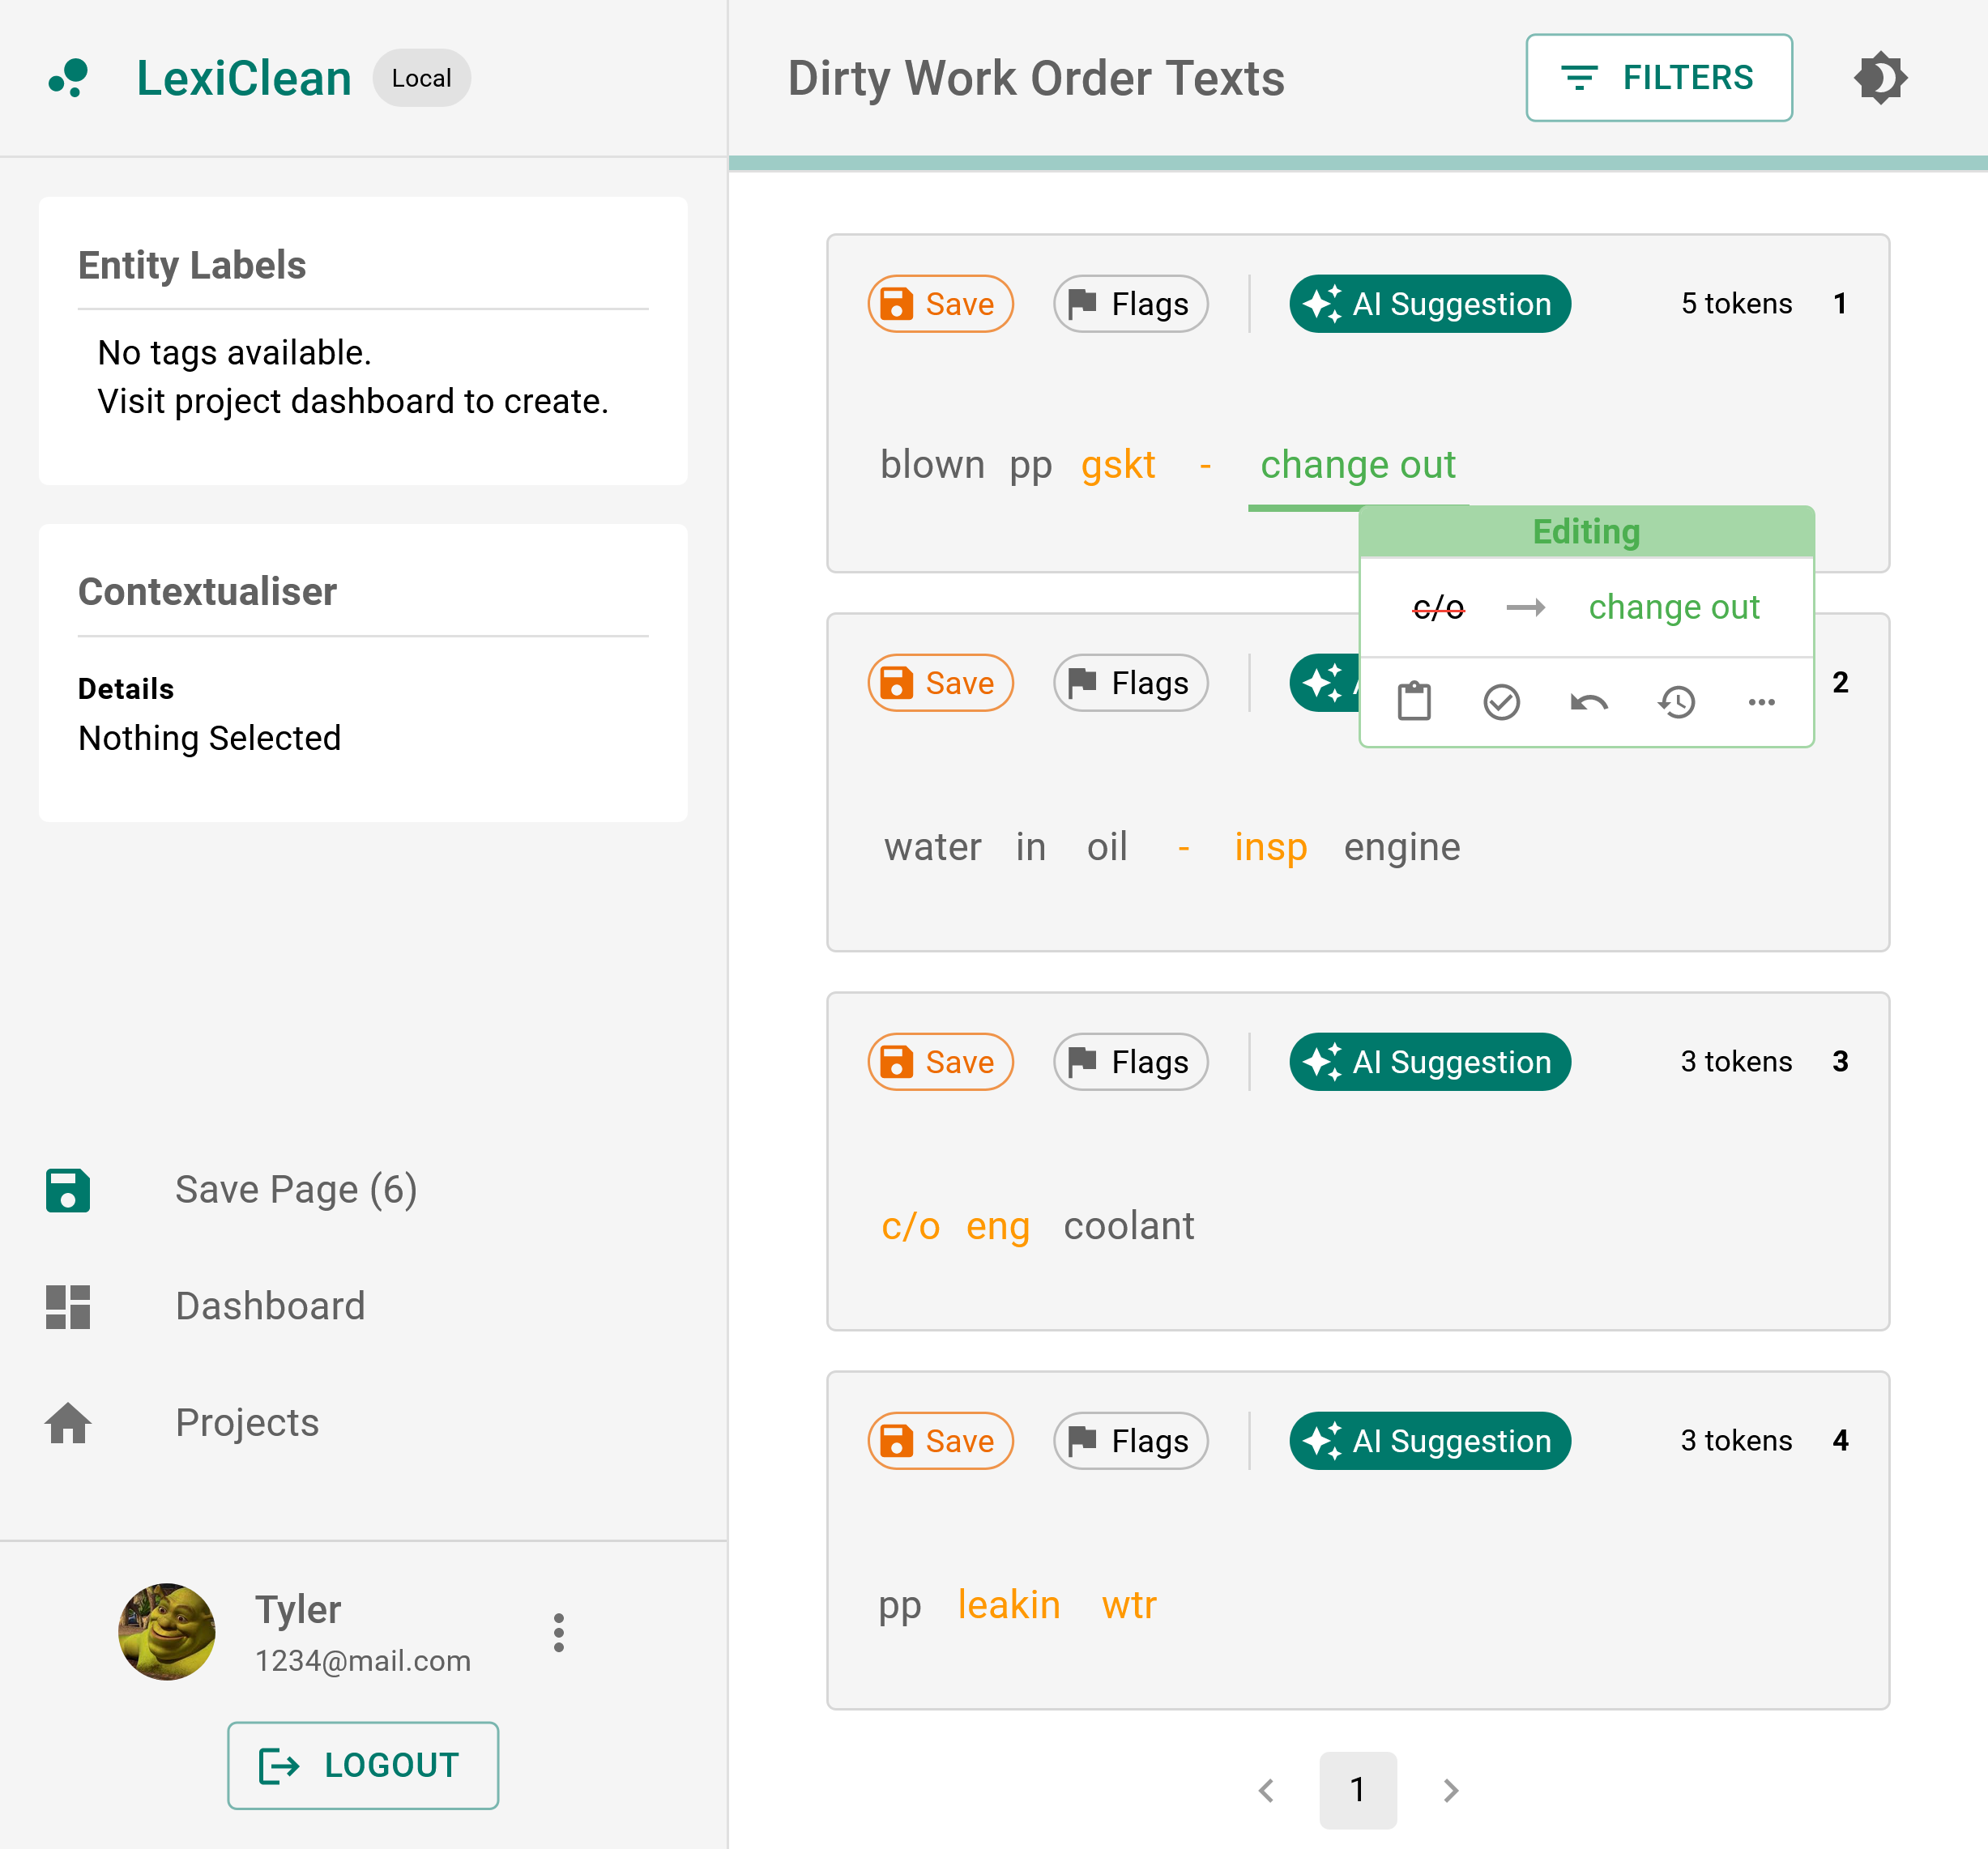 LexiClean Local
Entity Labels
No tags available.
Visit project dashboard to create.
Contextualiser
Details
Nothing Selected
Save Page (6)
Dashboard
Projects
Tyler
1234@mail.com
LOGOUT
Dirty Work Order Texts FILTERS
Save Flags AI Suggestion 5 tokens 1
blown pp gskt - change out
Editing
c/o → change out
Save Flags 2
water in oil - insp engine
Save Flags AI Suggestion 3 tokens 3
c/o eng coolant
Save Flags AI Suggestion 3 tokens 4
pp leakin wtr
1